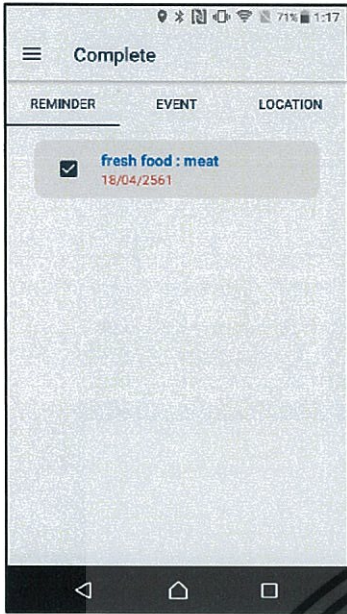 71% 1:17
Complete
REMINDER EVENT LOCATION
fresh food : meat
18/04/2561